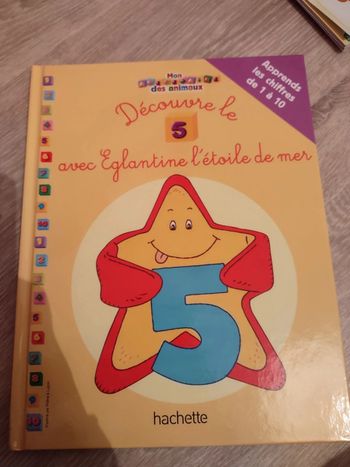 Mon
des animaux
Apprends
les chiffres
de 1 à 10
Découvre le
5
avec Eglantine l'étoile de mer
5
hachette